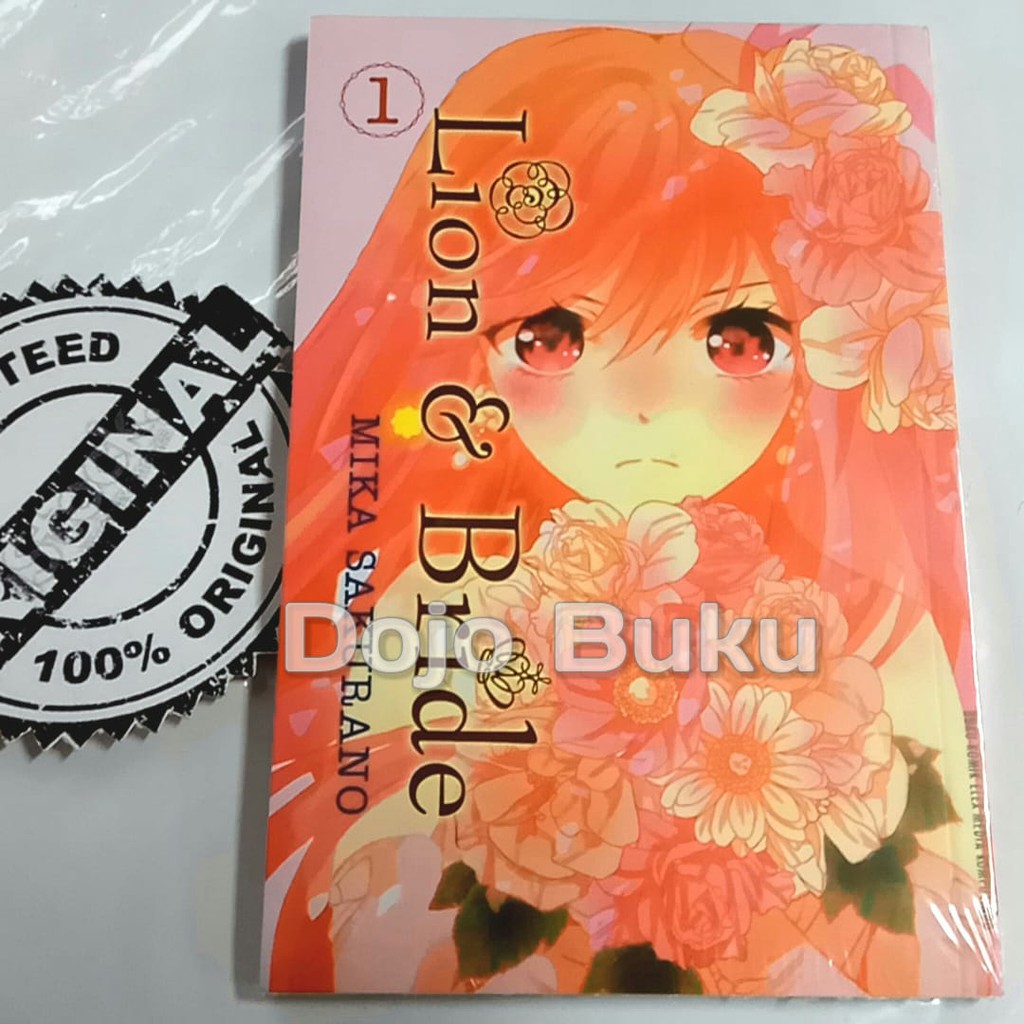 1
Lion & Bride
MIKA SAKURANO
Dojo Buku
TEED
ORIGINAL
100% ORIGINAL